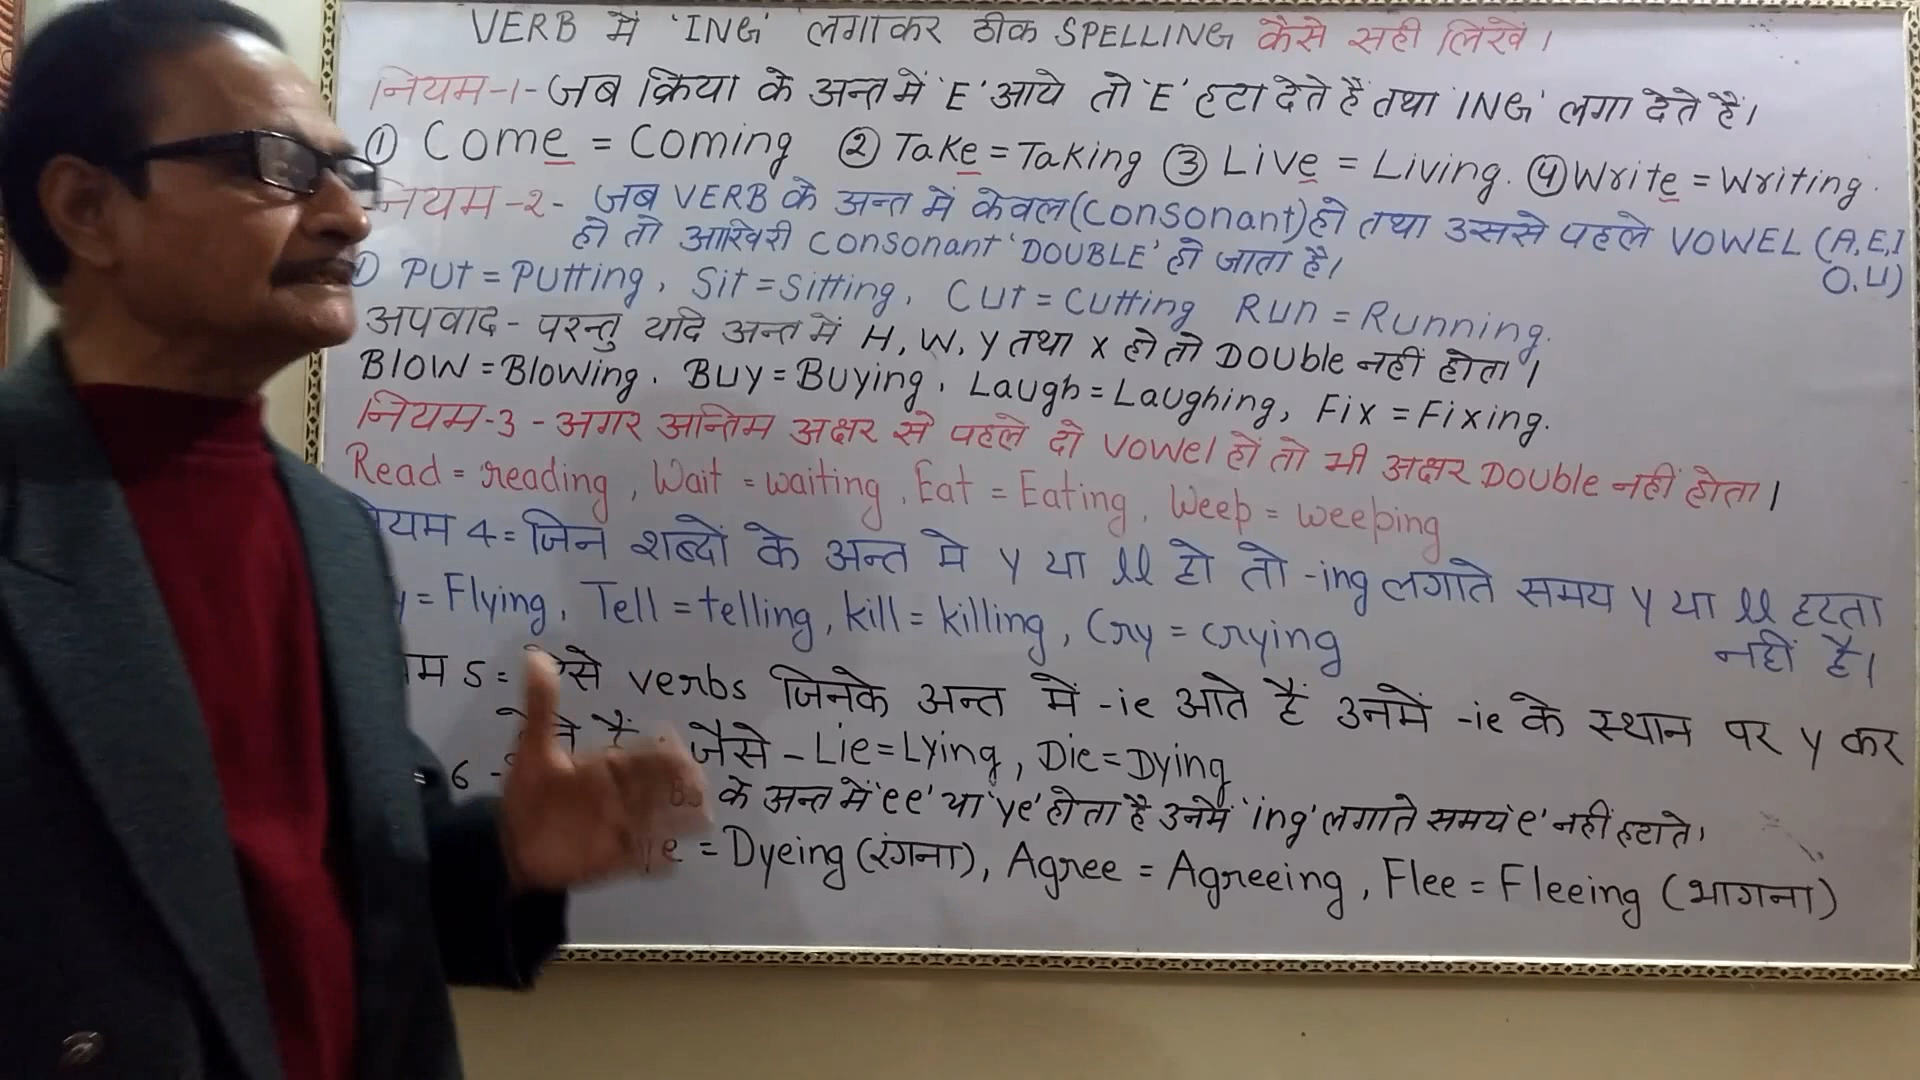 VERB में 'ING' लगाकर ठीक SPELLING कैसे सही लिखें।
नियम-1- जब क्रिया के अन्त में 'E' आये तो 'E' हटा देते हैं तथा 'ING' लगा देते हैं।
① Come = Coming ② Take = Taking ③ Live = Living. ④ Write = Writing.
नियम-2- जब VERB के अन्त में केवल (Consonant) हो तथा उससे पहले VOWEL (A,E,I
O,U)
हो तो आखिरी Consonant 'DOUBLE' हो जाता है।
Put = Putting, Sit = Sitting, Cut = Cutting Run = Running.
अपवाद - परन्तु यदि अन्त में H, W, Y तथा X हो तो Double नहीं होता।
Blow = Blowing. Buy = Buying, Laugh = Laughing, Fix = Fixing.
नियम-3 - अगर अन्तिम अक्षर से पहले दो Vowel हों तो भी अक्षर Double नहीं होता।
Read = reading, Wait = waiting, Eat = Eating, Weep = weeping
यम 4 = जिन शब्दों के अन्त मे y या ll हो तो -ing लगाते समय y या ll हटता
नहीं है।
y = Flying, Tell = telling, kill = killing, Cry = crying
म 5 = ऐसे verbs जिनके अन्त में -ie आते हैं उनमें -ie के स्थान पर y कर
हैं जैसे - Lie = Lying, Die = Dying
= 6 - के अन्त में 'ee' या 'ye' होता है उनमें 'ing' लगाते समय 'e' नहीं हटाते।
ye = Dyeing (रंगना), Agree = Agreeing, Flee = Fleeing (भागना)